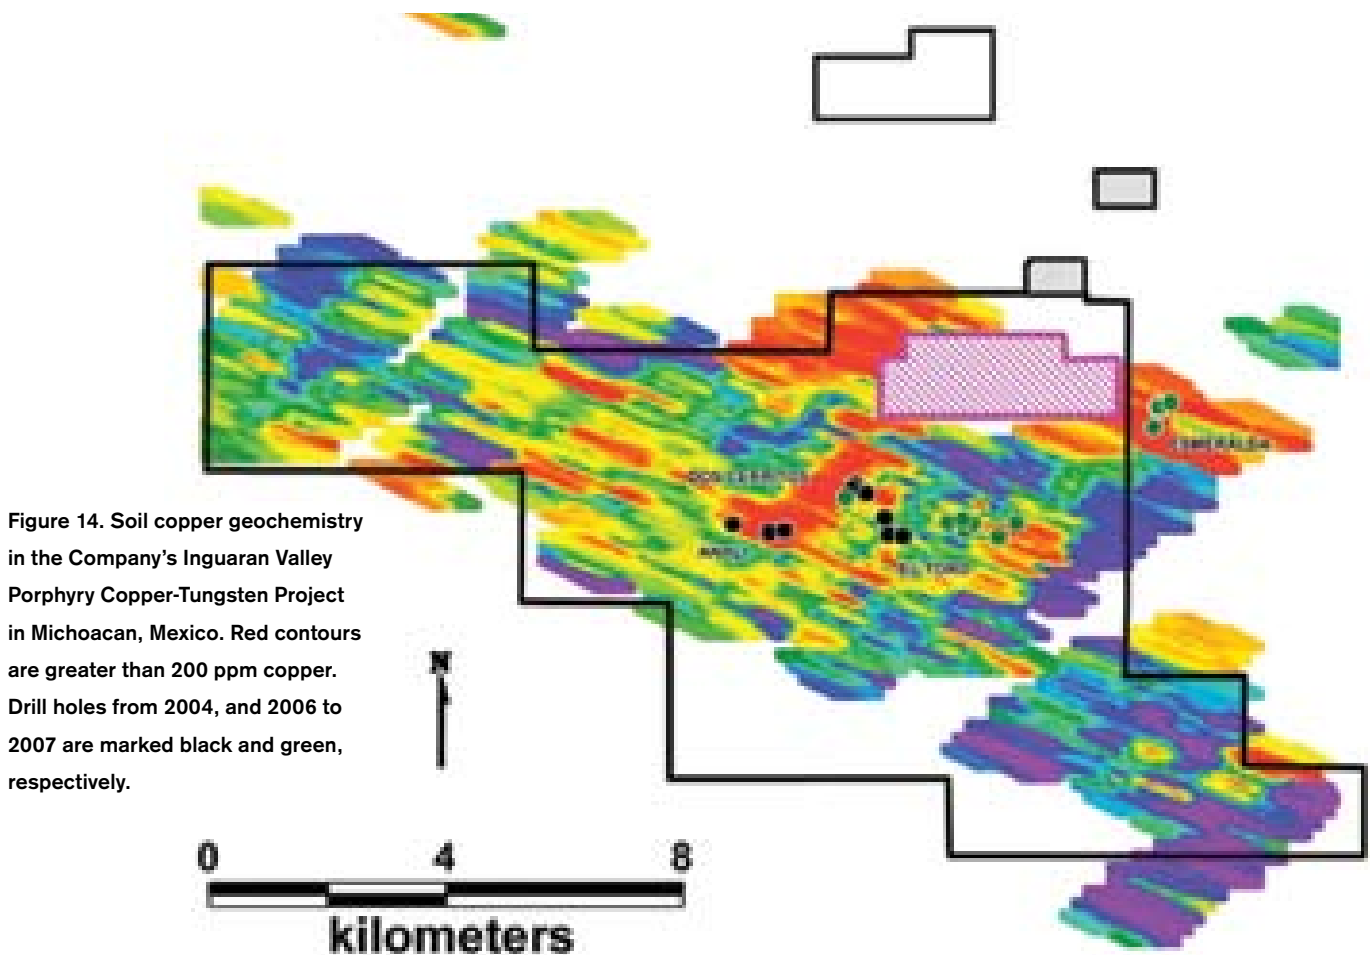 Figure 14. Soil copper geochemistry
in the Company's Inguaran Valley
Porphyry Copper-Tungsten Project
in Michoacan, Mexico. Red contours
are greater than 200 ppm copper.
Drill holes from 2004, and 2006 to
2007 are marked black and green,
respectively.
ESMERALDA
N
0 4 8
kilometers